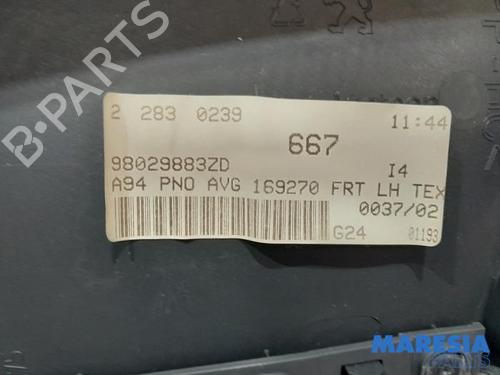 2 283 0239
11:44
667
98029883ZD
I4
A94 PNO AVG 169270 FRT LH TEX
0037/02
G24
01193
MARESIA